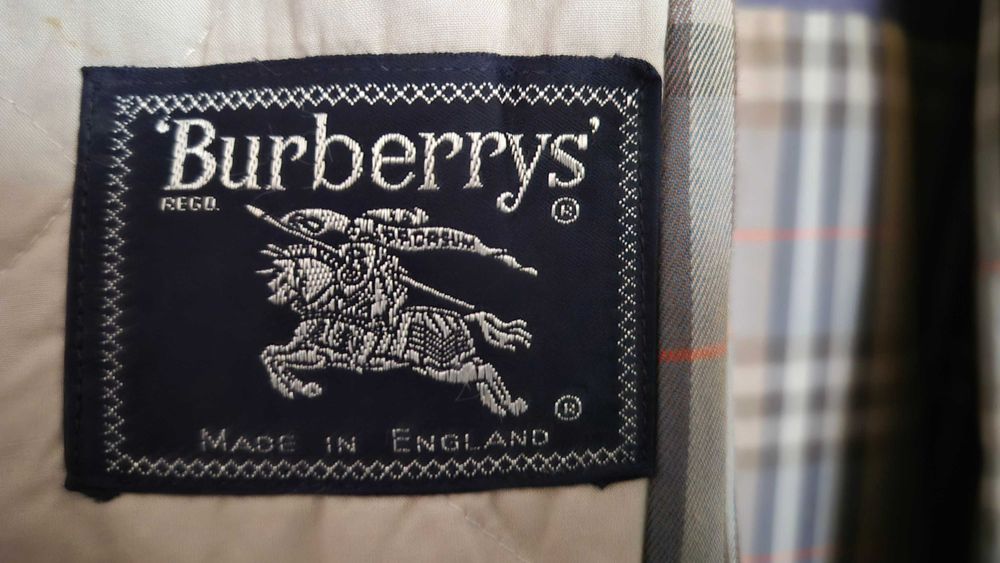 'Burberrys'
REGD. ®
®
MADE IN ENGLAND